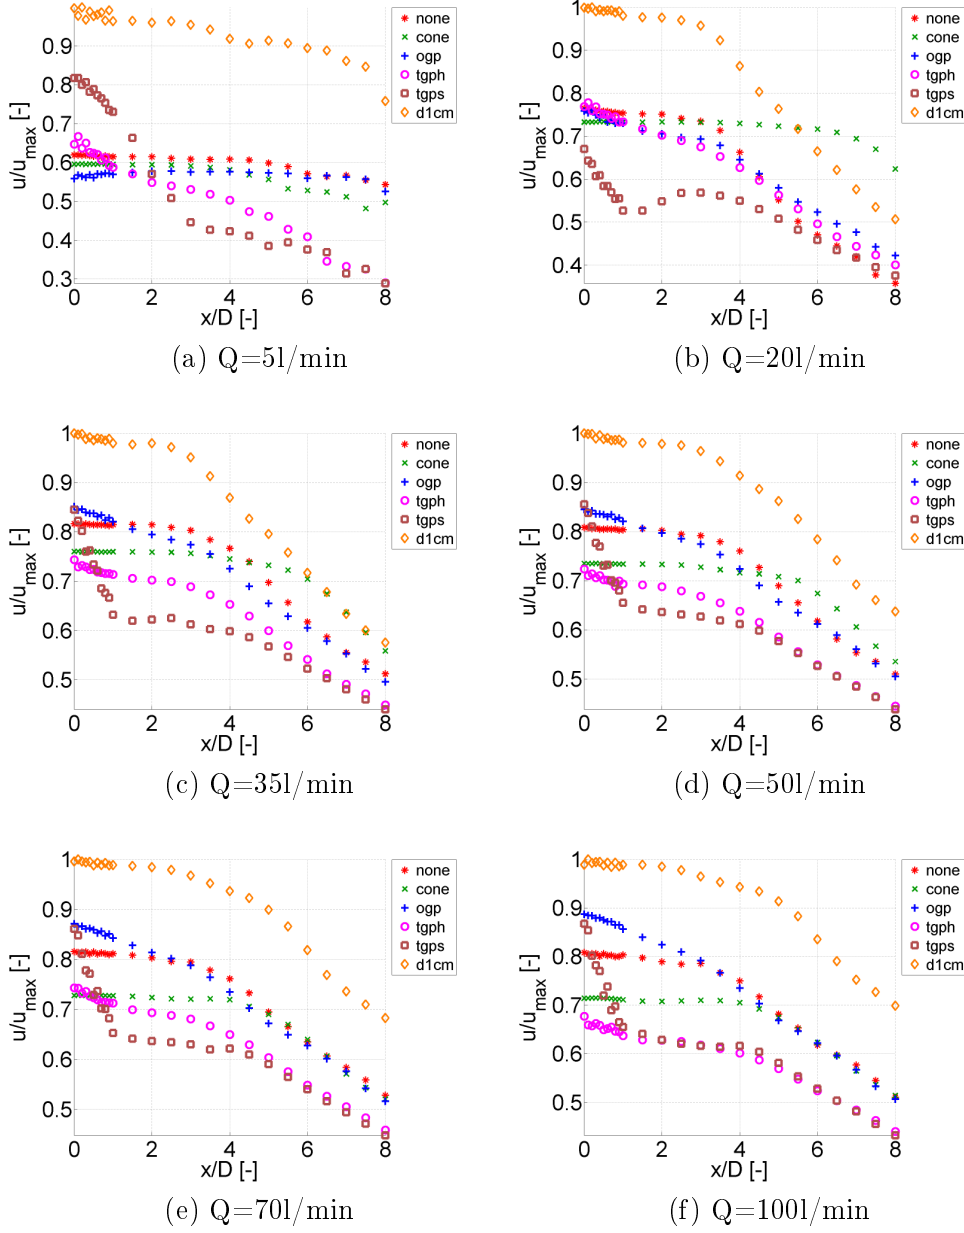 0.9
0.8
0.7
0.6
0.5
0.4
0.3
u/u_max [-]
0 2 4 6 8
x/D [-]
none
cone
ogp
tgph
tgps
d1cm
(a) Q=5l/min
1
0.9
0.8
0.7
0.6
0.5
0.4
u/u_max [-]
0 2 4 6 8
x/D [-]
none
cone
ogp
tgph
tgps
d1cm
(b) Q=20l/min
1
0.9
0.8
0.7
0.6
0.5
u/u_max [-]
0 2 4 6 8
x/D [-]
none
cone
ogp
tgph
tgps
d1cm
(c) Q=35l/min
1
0.9
0.8
0.7
0.6
0.5
u/u_max [-]
0 2 4 6 8
x/D [-]
none
cone
ogp
tgph
tgps
d1cm
(d) Q=50l/min
1
0.9
0.8
0.7
0.6
0.5
u/u_max [-]
0 2 4 6 8
x/D [-]
none
cone
ogp
tgph
tgps
d1cm
(e) Q=70l/min
1
0.9
0.8
0.7
0.6
0.5
u/u_max [-]
0 2 4 6 8
x/D [-]
none
cone
ogp
tgph
tgps
d1cm
(f) Q=100l/min